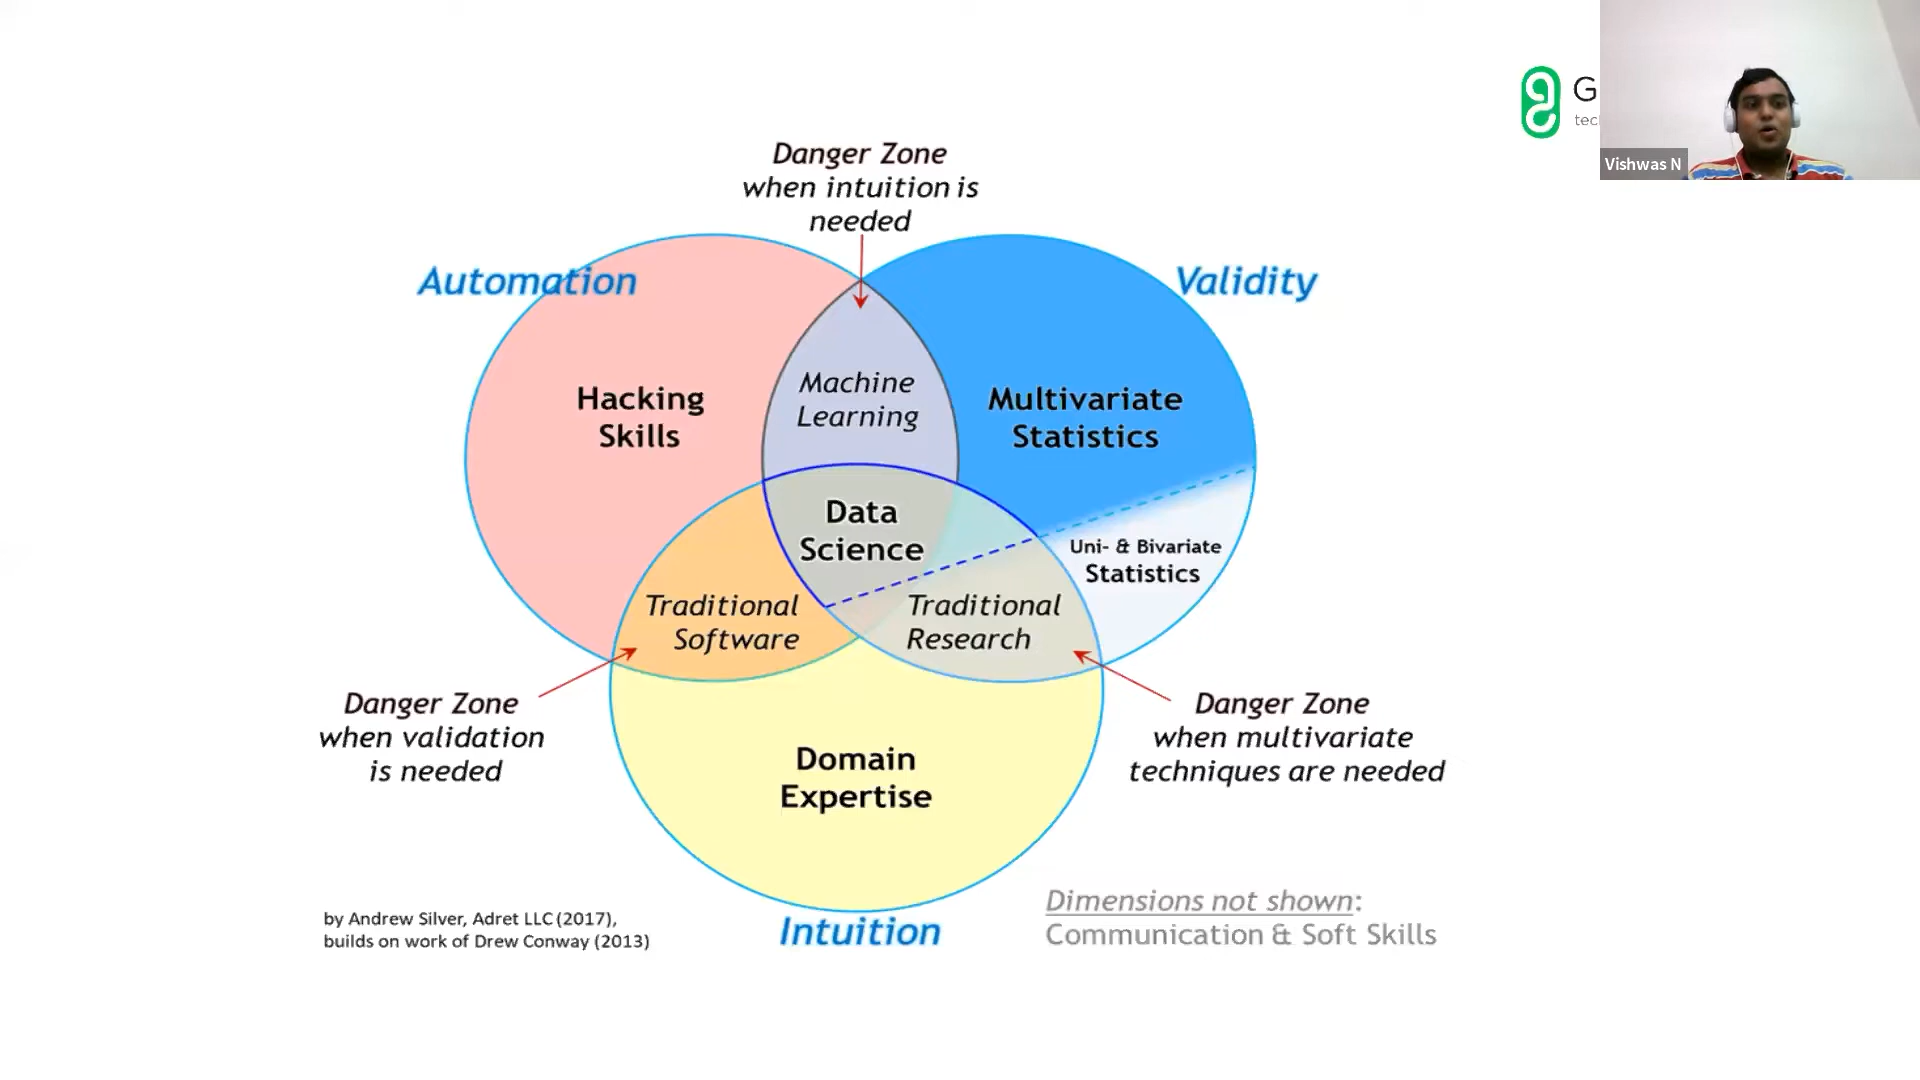 G
tec
Vishwas N
Danger Zone
when intuition is
needed
Automation
Validity
Hacking
Skills
Machine
Learning
Multivariate
Statistics
Data
Science
Uni- & Bivariate
Statistics
Traditional
Software
Traditional
Research
Danger Zone
when validation
is needed
Danger Zone
when multivariate
techniques are needed
Domain
Expertise
by Andrew Silver, Adret LLC (2017),
builds on work of Drew Conway (2013)
Intuition
Dimensions not shown:
Communication & Soft Skills